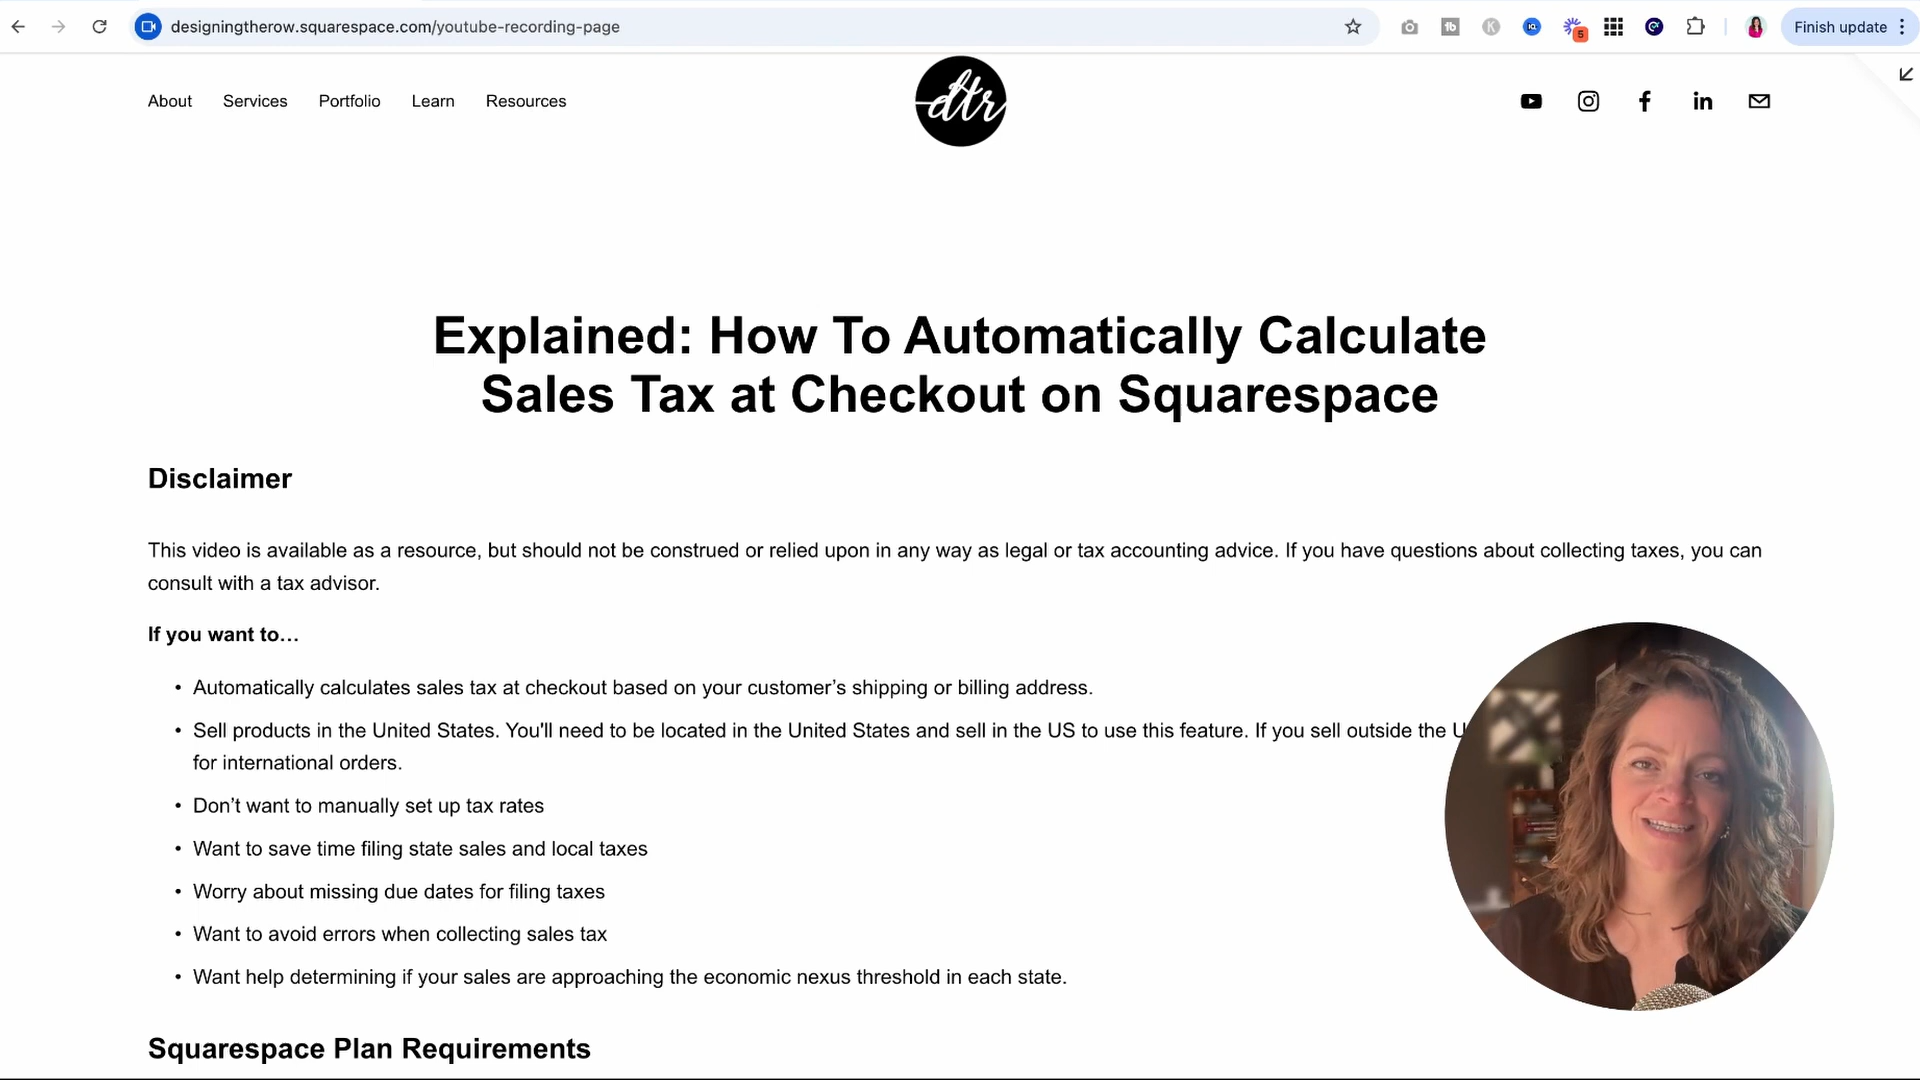 designingtherow.squarespace.com/youtube-recording-page
5
Finish update
About Services Portfolio Learn Resources
dtr
Explained: How To Automatically Calculate
Sales Tax at Checkout on Squarespace
Disclaimer
This video is available as a resource, but should not be construed or relied upon in any way as legal or tax accounting advice. If you have questions about collecting taxes, you can
consult with a tax advisor.
If you want to…
• Automatically calculates sales tax at checkout based on your customer’s shipping or billing address.
• Sell products in the United States. You'll need to be located in the United States and sell in the US to use this feature. If you sell outside the
for international orders.
• Don’t want to manually set up tax rates
• Want to save time filing state sales and local taxes
• Worry about missing due dates for filing taxes
• Want to avoid errors when collecting sales tax
• Want help determining if your sales are approaching the economic nexus threshold in each state.
Squarespace Plan Requirements